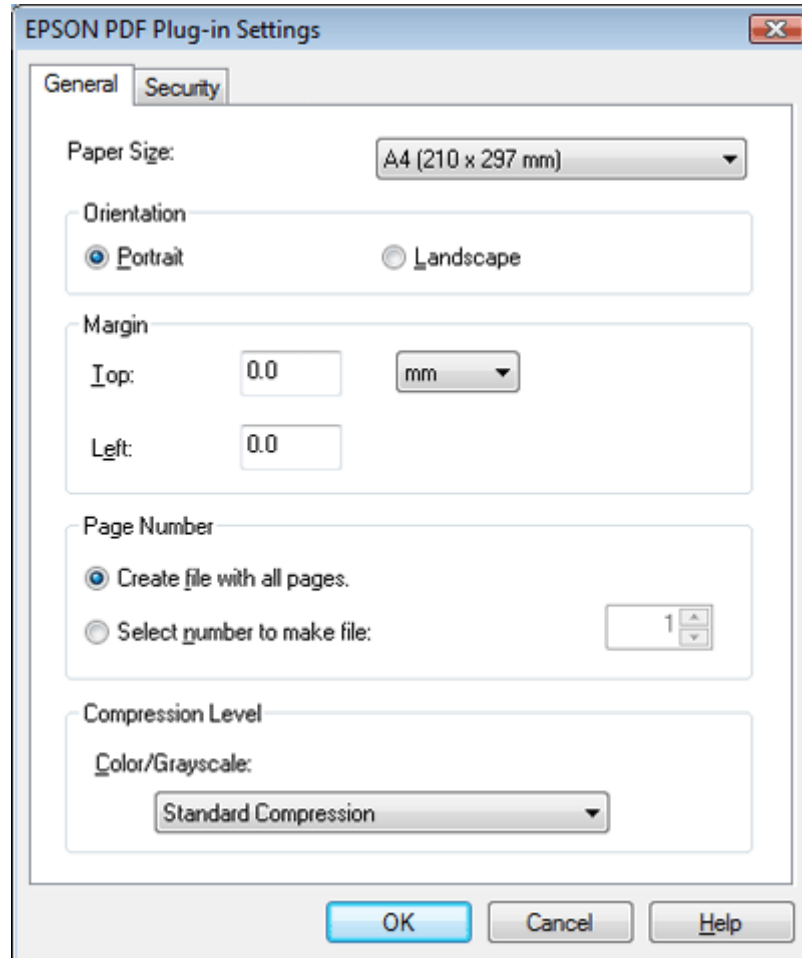 EPSON PDF Plug-in Settings
General Security
Paper Size: A4 (210 x 297 mm)
Orientation
Portrait Landscape
Margin
Top: 0.0 mm
Left: 0.0
Page Number
Create file with all pages.
Select number to make file: 1
Compression Level
Color/Grayscale:
Standard Compression
OK Cancel Help